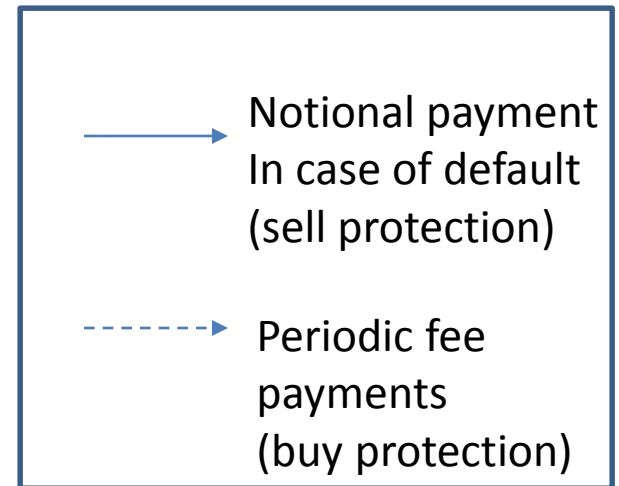 Notional payment
In case of default
(sell protection)
Periodic fee
payments
(buy protection)